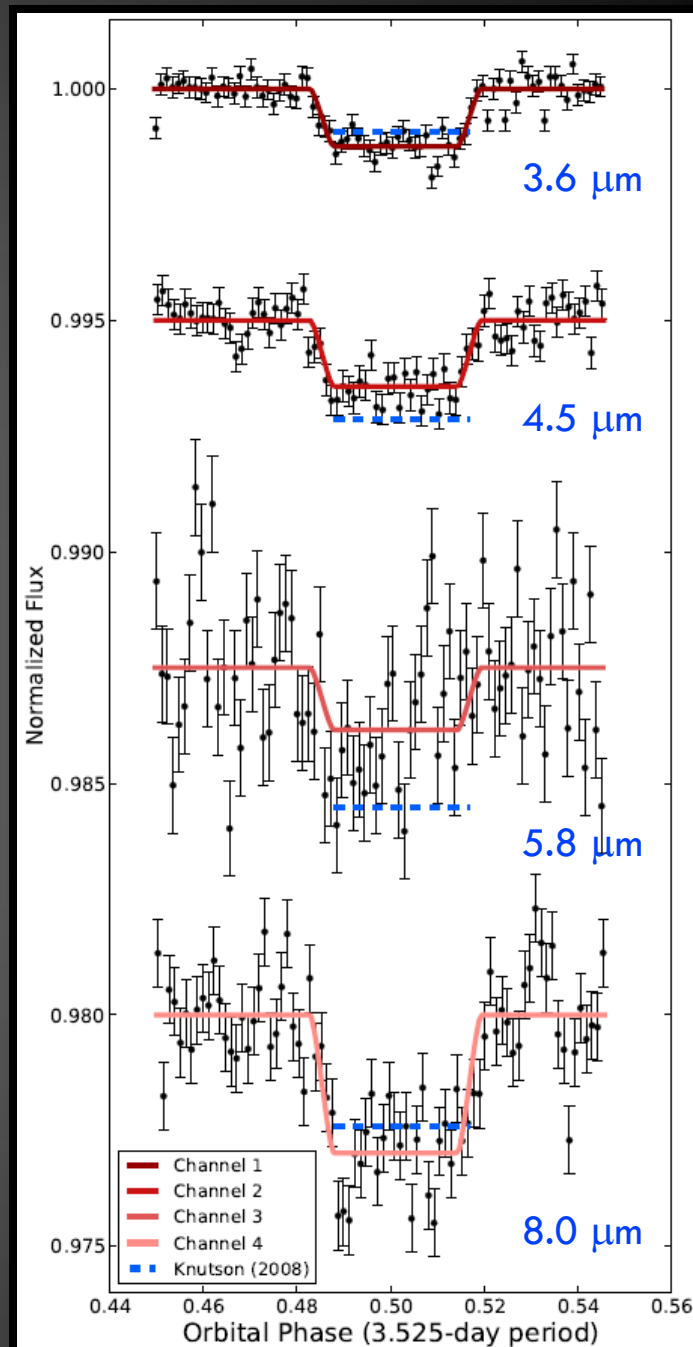 1.000
3.6 μm
0.995
4.5 μm
0.990
Normalized Flux
0.985
5.8 μm
0.980
Channel 1
Channel 2
Channel 3
Channel 4
Knutson (2008)
8.0 μm
0.975
0.44 0.46 0.48 0.50 0.52 0.54 0.56
Orbital Phase (3.525-day period)